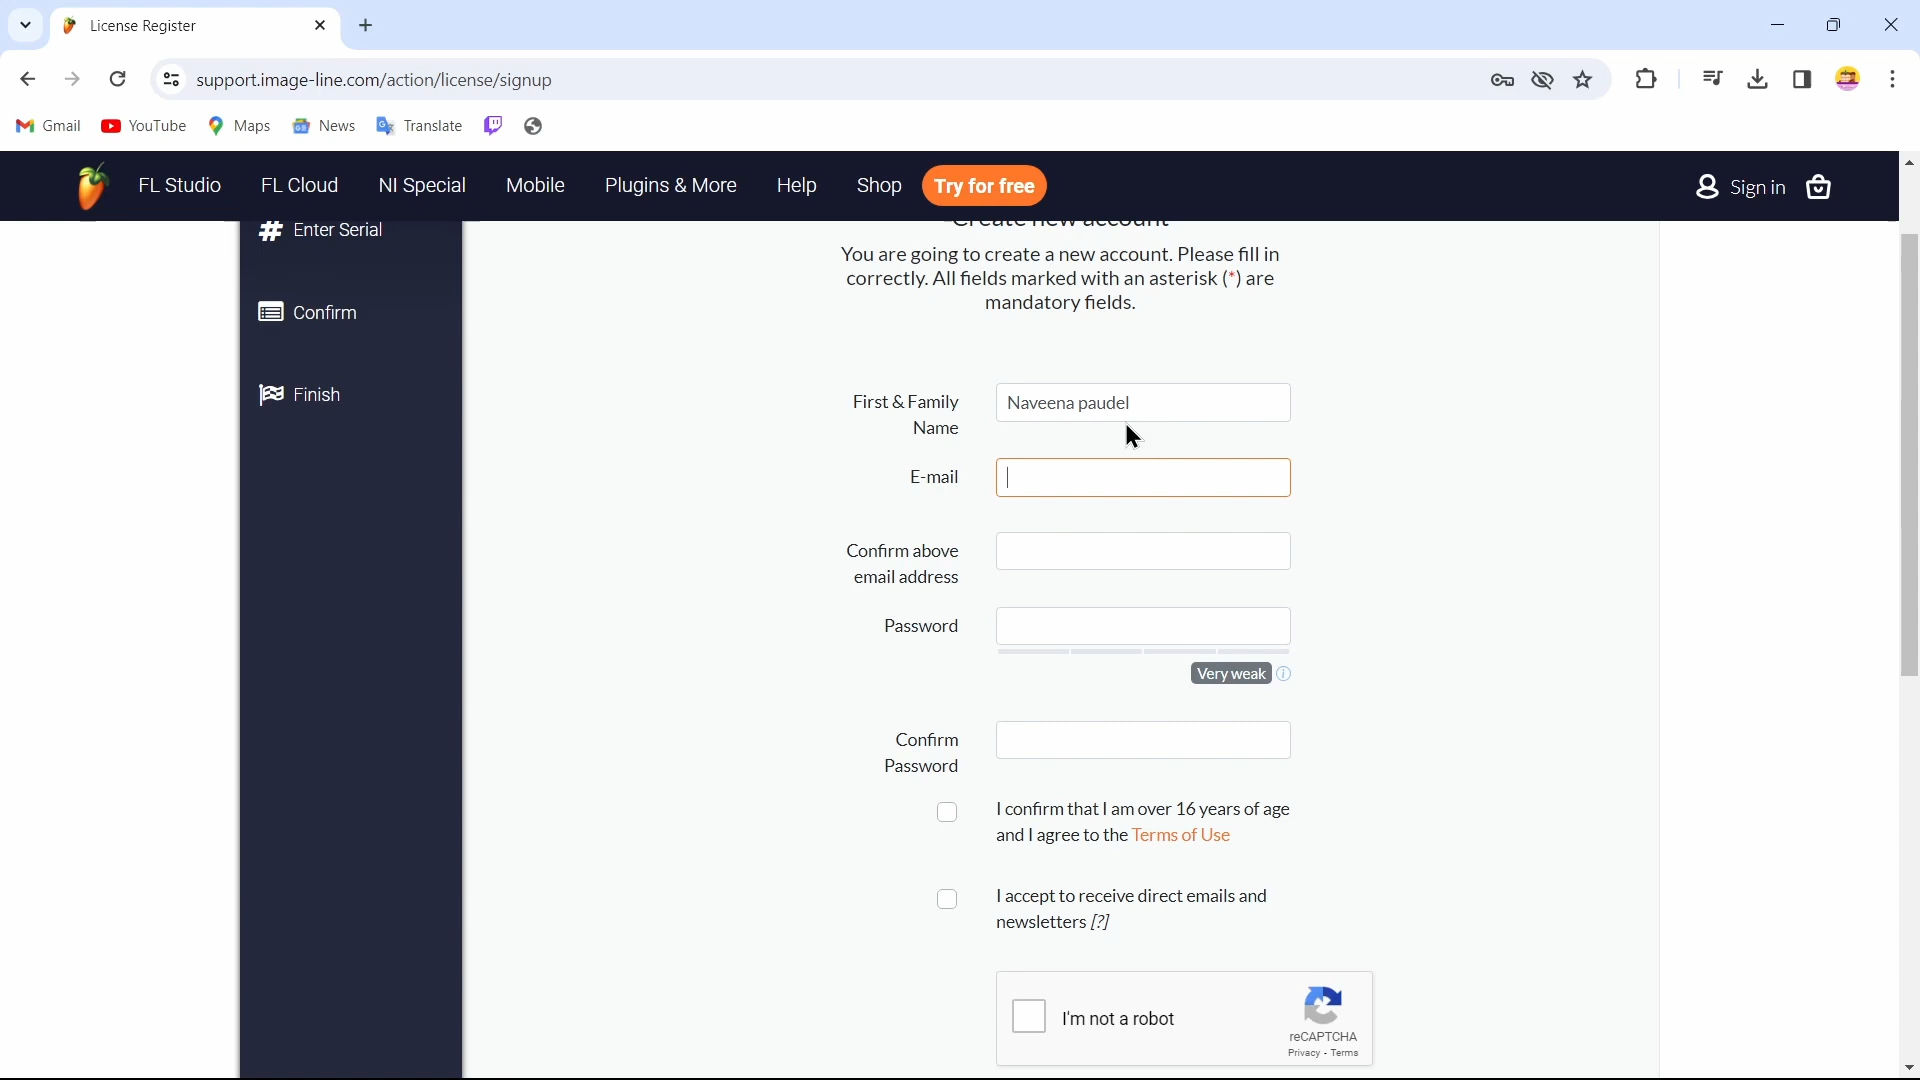 License Register
support.image-line.com/action/license/signup
Gmail YouTube Maps News Translate
FL Studio FL Cloud NI Special Mobile Plugins & More Help Shop Try for free Sign in
Enter Serial
Confirm
Finish
Create new account
You are going to create a new account. Please fill in
correctly. All fields marked with an asterisk (*) are
mandatory fields.
First & Family
Name
Naveena paudel
E-mail
Confirm above
email address
Password
Very weak
Confirm
Password
I confirm that I am over 16 years of age
and I agree to the Terms of Use
I accept to receive direct emails and
newsletters [?]
I'm not a robot
reCAPTCHA
Privacy - Terms